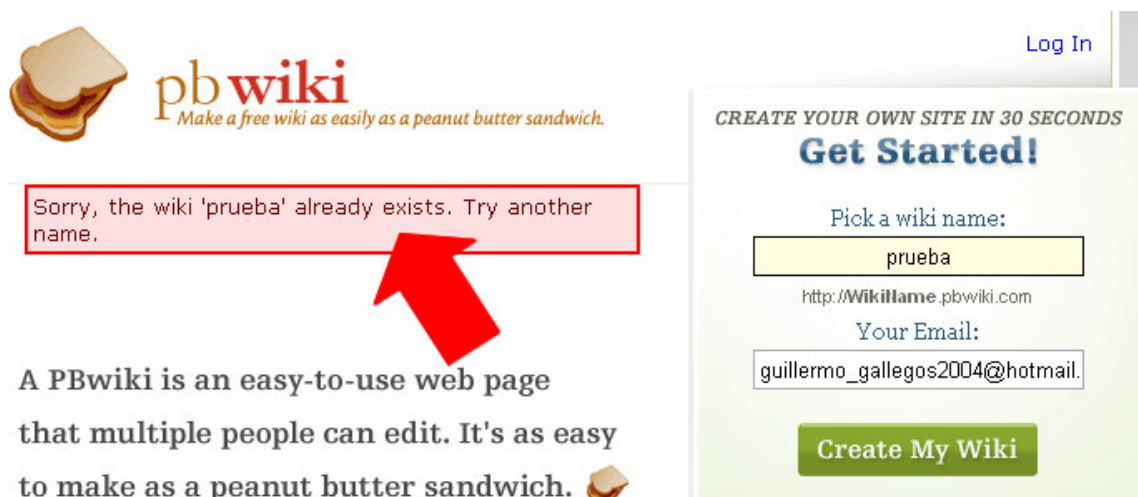 Log In
pbwiki
Make a free wiki as easily as a peanut butter sandwich.
Sorry, the wiki 'prueba' already exists. Try another
name.
A PBwiki is an easy-to-use web page
that multiple people can edit. It's as easy
to make as a peanut butter sandwich.
CREATE YOUR OWN SITE IN 30 SECONDS
Get Started!
Pick a wiki name:
prueba
http://WikiName.pbwiki.com
Your Email:
guillermo_gallegos2004@hotmail.
Create My Wiki